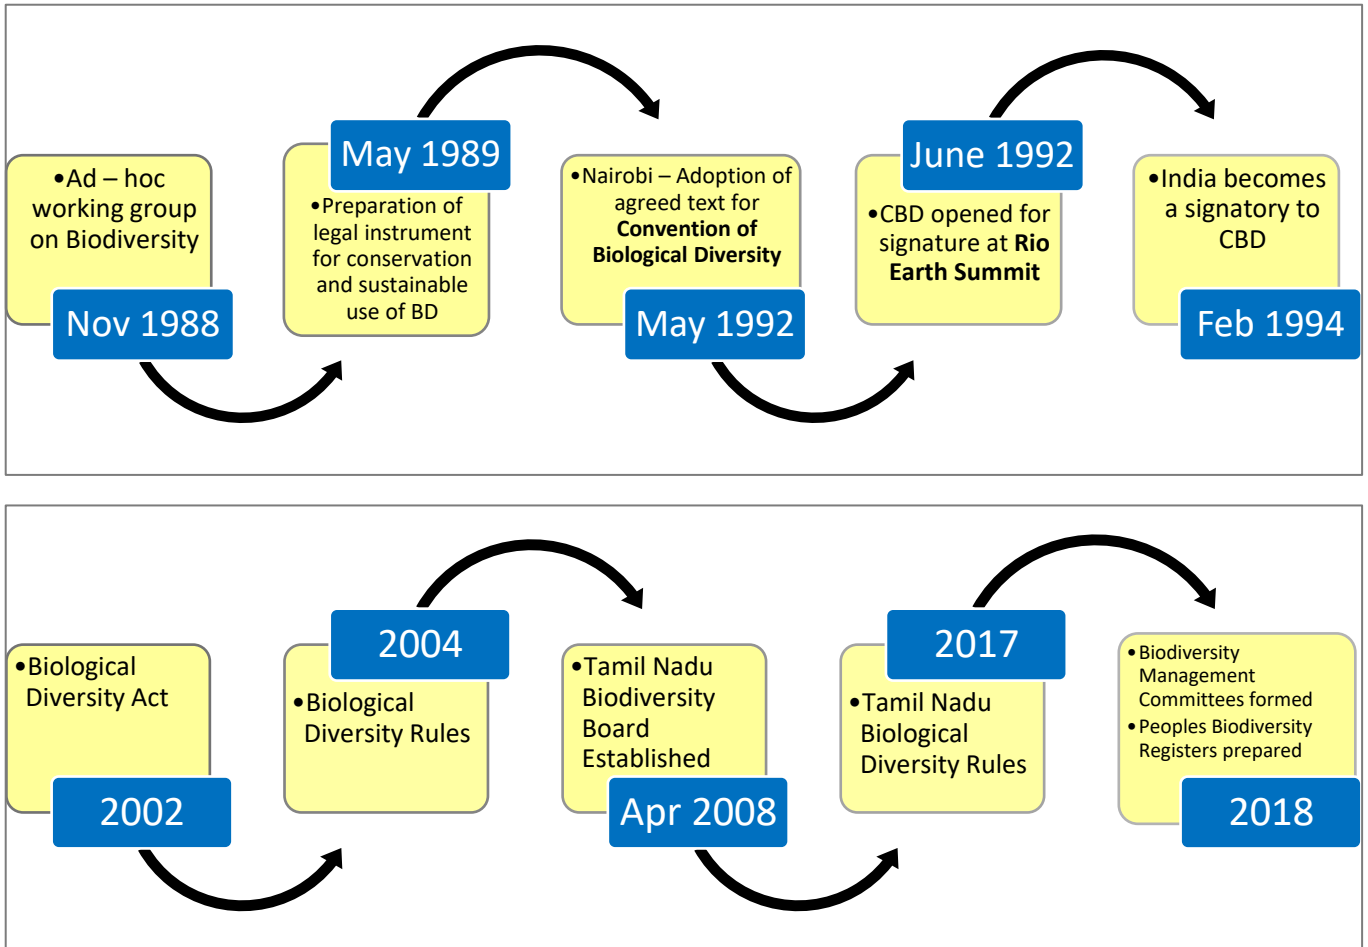 •Ad – hoc
working group
on Biodiversity
Nov 1988
May 1989
•Preparation of
legal instrument
for conservation
and sustainable
use of BD
•Nairobi – Adoption of
agreed text for
Convention of
Biological Diversity
May 1992
June 1992
•CBD opened for
signature at Rio
Earth Summit
•India becomes
a signatory to
CBD
Feb 1994
•Biological
Diversity Act
2002
2004
•Biological
Diversity Rules
•Tamil Nadu
Biodiversity
Board
Established
Apr 2008
2017
•Tamil Nadu
Biological
Diversity Rules
•Biodiversity
Management
Committees formed
•Peoples Biodiversity
Registers prepared
2018